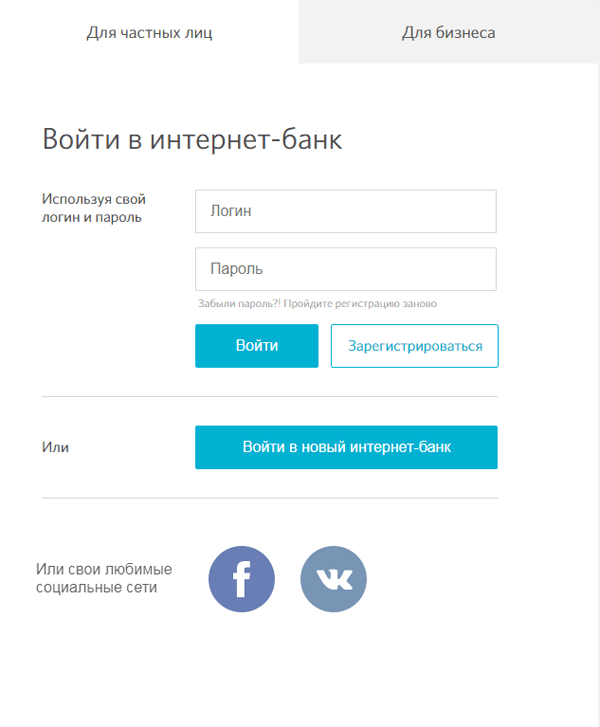 Для частных лиц
Для бизнеса
Войти в интернет-банк
Используя свой
логин и пароль
Логин
Пароль
Забыли пароль?! Пройдите регистрацию заново
Войти
Зарегистрироваться
Или
Войти в новый интернет-банк
Или свои любимые
социальные сети